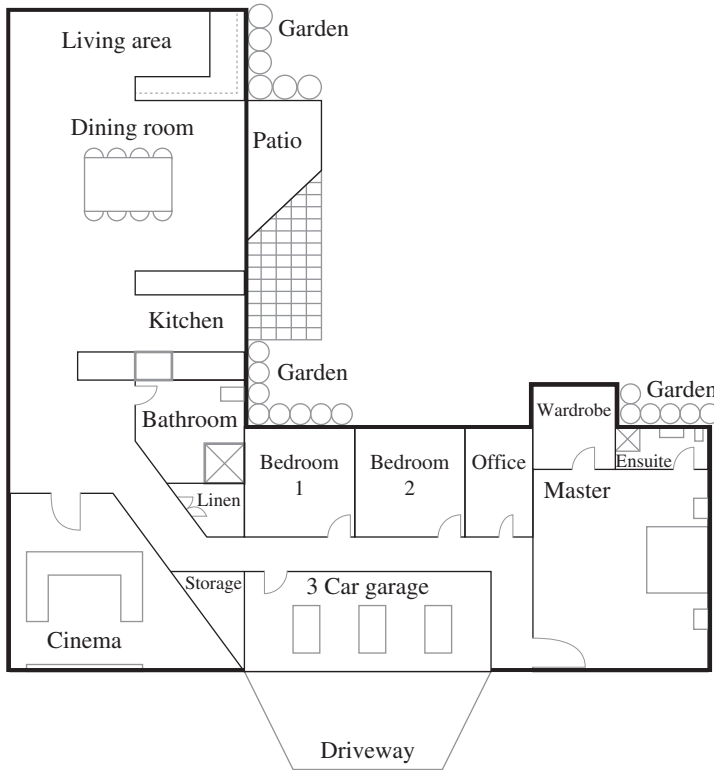 Living area
Garden
Dining room
Patio
Kitchen
Garden
Garden
Bathroom
Wardrobe
Bedroom
1
Bedroom
2
Office
Ensuite
Linen
Master
Storage
3 Car garage
Cinema
Driveway